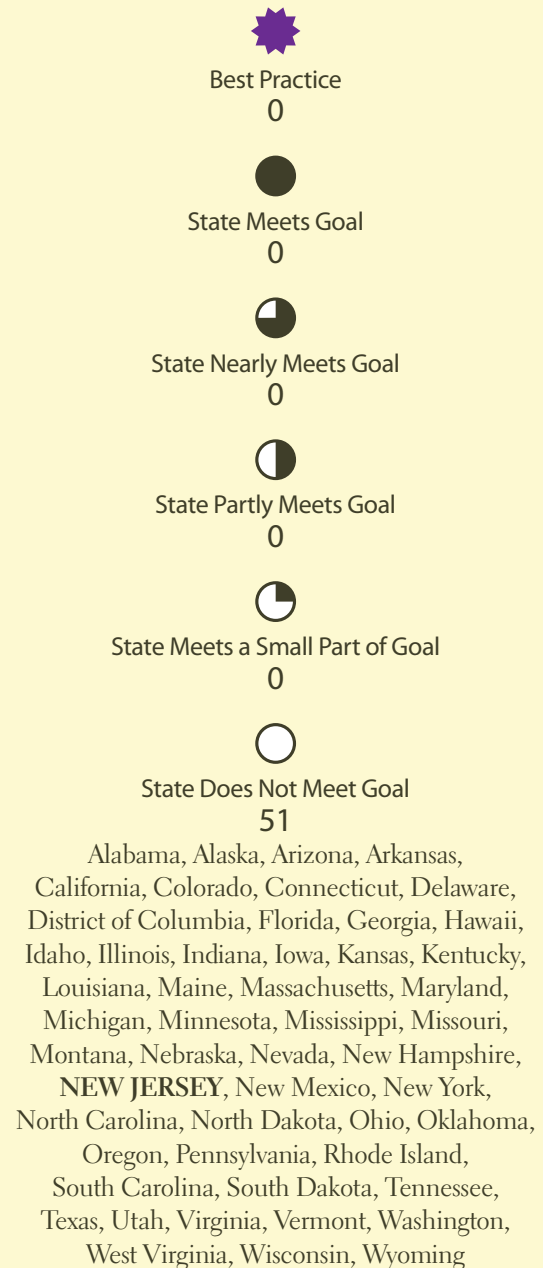 Best Practice
0
State Meets Goal
0
State Nearly Meets Goal
0
State Partly Meets Goal
0
State Meets a Small Part of Goal
0
State Does Not Meet Goal
51
Alabama, Alaska, Arizona, Arkansas,
California, Colorado, Connecticut, Delaware,
District of Columbia, Florida, Georgia, Hawaii,
Idaho, Illinois, Indiana, Iowa, Kansas, Kentucky,
Louisiana, Maine, Massachusetts, Maryland,
Michigan, Minnesota, Mississippi, Missouri,
Montana, Nebraska, Nevada, New Hampshire,
NEW JERSEY, New Mexico, New York,
North Carolina, North Dakota, Ohio, Oklahoma,
Oregon, Pennsylvania, Rhode Island,
South Carolina, South Dakota, Tennessee,
Texas, Utah, Virginia, Vermont, Washington,
West Virginia, Wisconsin, Wyoming